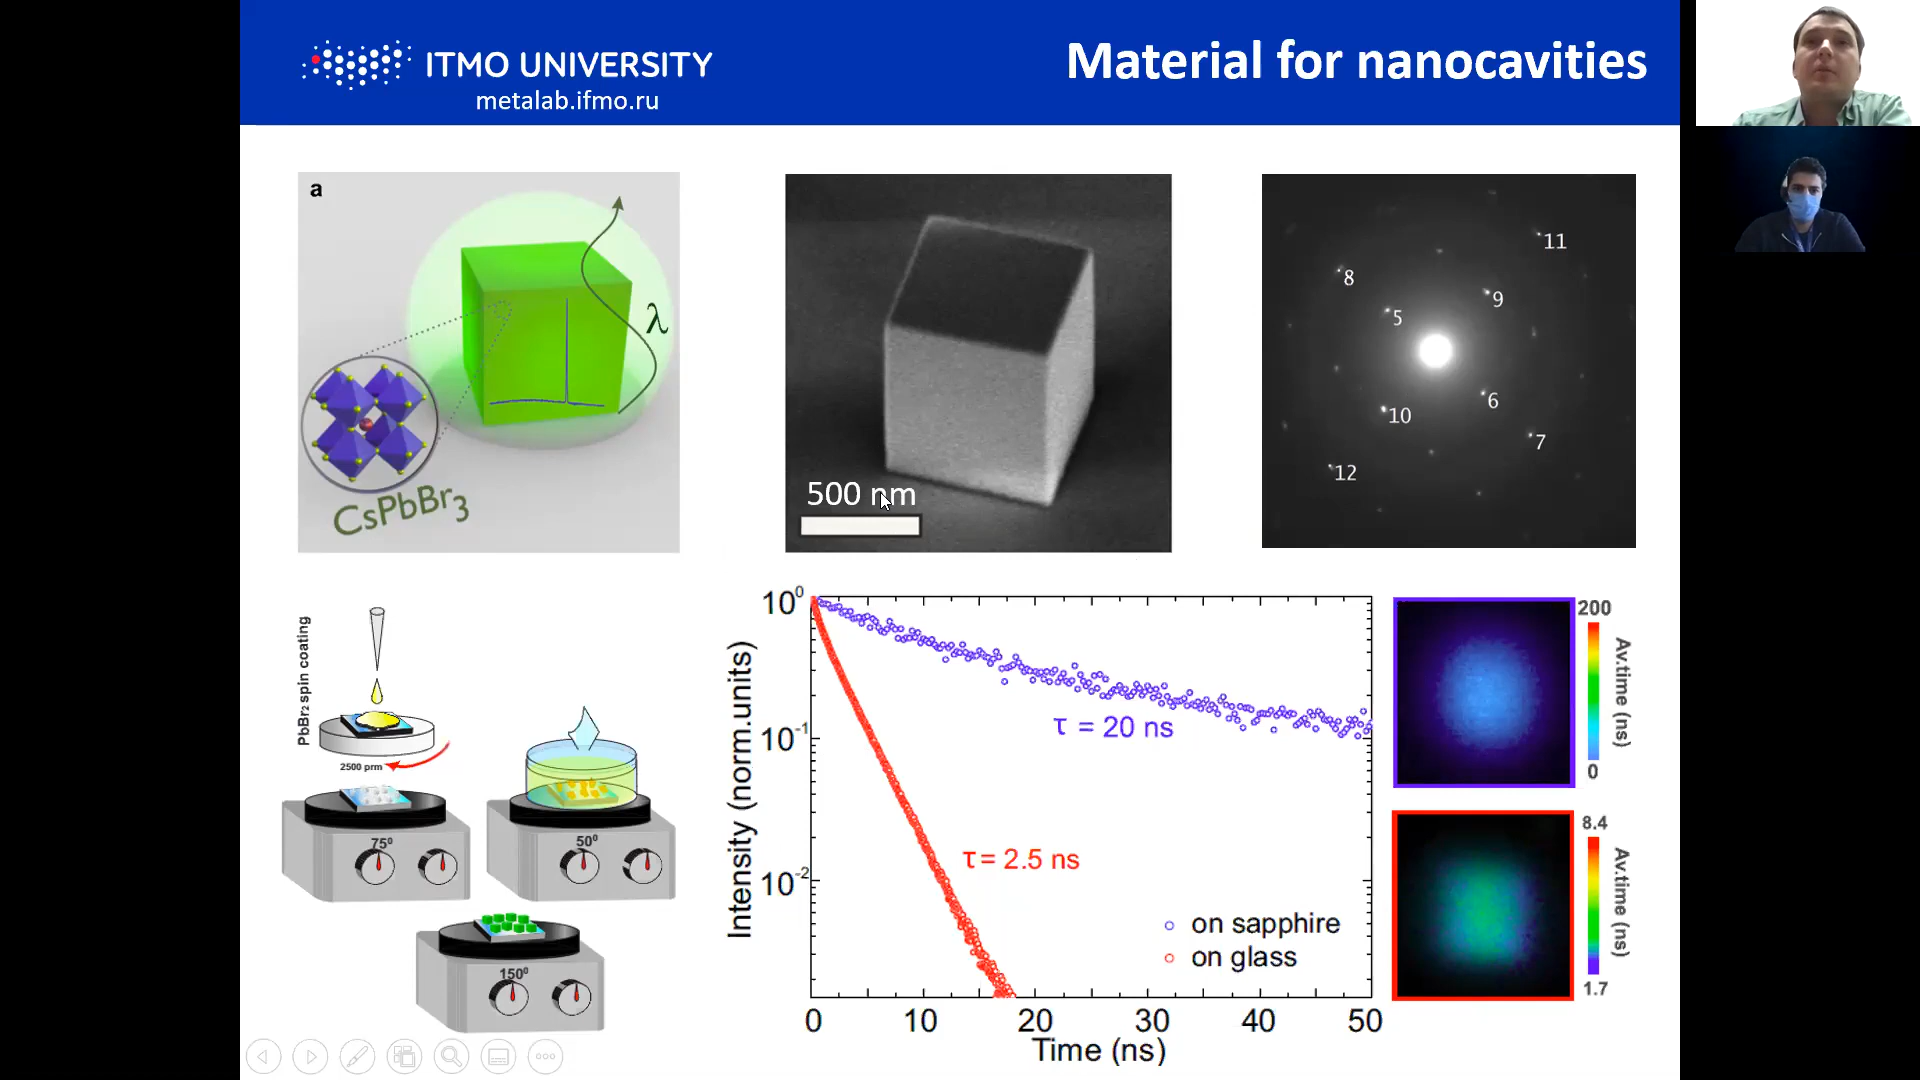 ITMO UNIVERSITY
metalab.ifmo.ru
Material for nanocavities
a
λ
CsPbBr3
500 nm
11
8
9
5
6
10
7
12
PbBr2 spin coating
2500 prm
75⁰
50⁰
150⁰
Intensity (norm.units)
10⁰
10⁻¹
10⁻²
τ = 20 ns
τ = 2.5 ns
on sapphire
on glass
0 10 20 30 40 50
Time (ns)
200
Av.time (ns)
0
8.4
Av.time (ns)
1.7